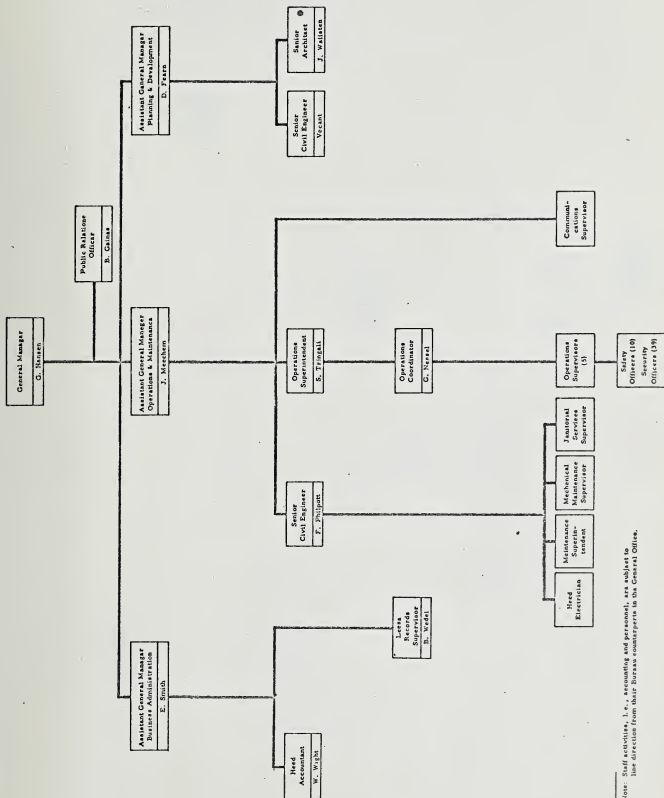 General Manager
G. Hansen
Public Relations
Officer
B. Gaines
Assistant General Manager
Business Administration
E. Smith
Assistant General Manager
Operations & Maintenance
J. Meechem
Assistant General Manager
Planning & Development
D. Fearn
Head
Accountant
W. Wight
Records
Supervisor
B. Wedel
Senior
Civil Engineer
F. Philpott
Operations
Superintendent
S. Tringali
Operations
Coordinator
G. Nersel
Senior
Civil Engineer
Vacant
Senior
Architect
J. Wallsten
Head
Electrician
Maintenance
Superin-
tendent
Mechanical
Maintenance
Supervisor
Janitorial
Services
Supervisor
Operations
Supervisors
(5)
Safety
Officers (10)
Security
Officers (39)
Communi-
cations
Supervisor
Note: Staff activities, i.e., accounting and personnel, are subject to
line direction from their Bureau counterparts in the General Office.